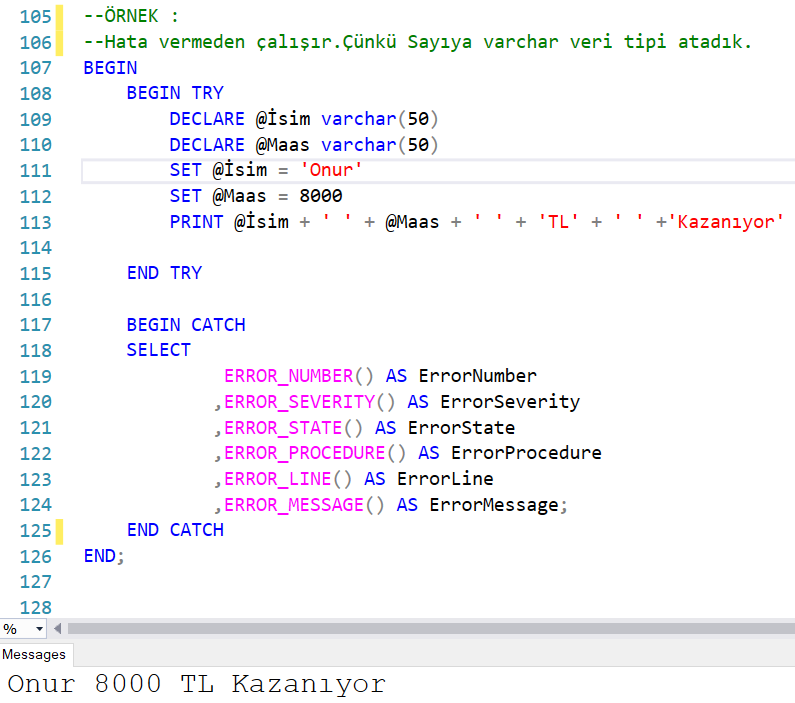 105 --ÖRNEK :
106 --Hata vermeden çalışır.Çünkü Sayıya varchar veri tipi atadık.
107 BEGIN
108 BEGIN TRY
109 DECLARE @İsim varchar(50)
110 DECLARE @Maas varchar(50)
111 SET @İsim = 'Onur'
112 SET @Maas = 8000
113 PRINT @İsim + ' ' + @Maas + ' ' + 'TL' + ' ' +'Kazanıyor'
114
115 END TRY
116
117 BEGIN CATCH
118 SELECT
119 ERROR_NUMBER() AS ErrorNumber
120 ,ERROR_SEVERITY() AS ErrorSeverity
121 ,ERROR_STATE() AS ErrorState
122 ,ERROR_PROCEDURE() AS ErrorProcedure
123 ,ERROR_LINE() AS ErrorLine
124 ,ERROR_MESSAGE() AS ErrorMessage;
125 END CATCH
126 END;
127
128
%
Messages
Onur 8000 TL Kazanıyor